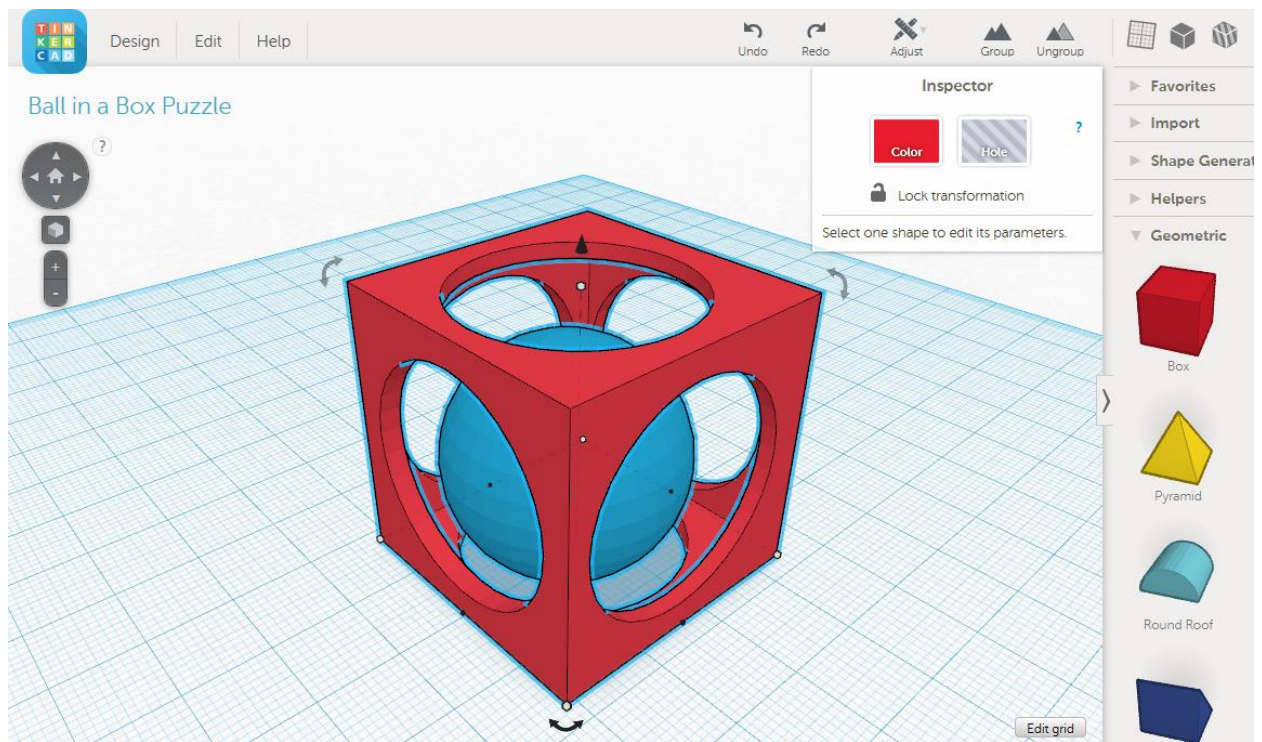 TIN
KER
CAD
Design
Edit
Help
Undo
Redo
Adjust
Group
Ungroup
Ball in a Box Puzzle
?
+
-
Inspector
Color
Hole
?
Lock transformation
Select one shape to edit its parameters.
Favorites
Import
Shape Generat
Helpers
Geometric
Box
Pyramid
Round Roof
Edit grid